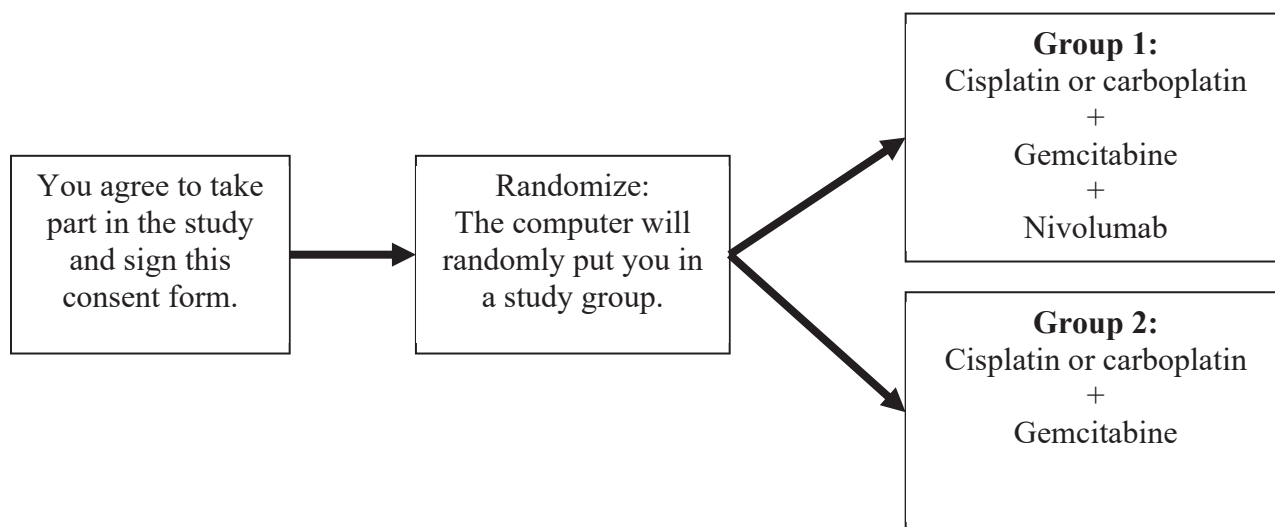 You agree to take
part in the study
and sign this
consent form.
Randomize:
The computer will
randomly put you in
a study group.
Group 1:
Cisplatin or carboplatin
+
Gemcitabine
+
Nivolumab
Group 2:
Cisplatin or carboplatin
+
Gemcitabine